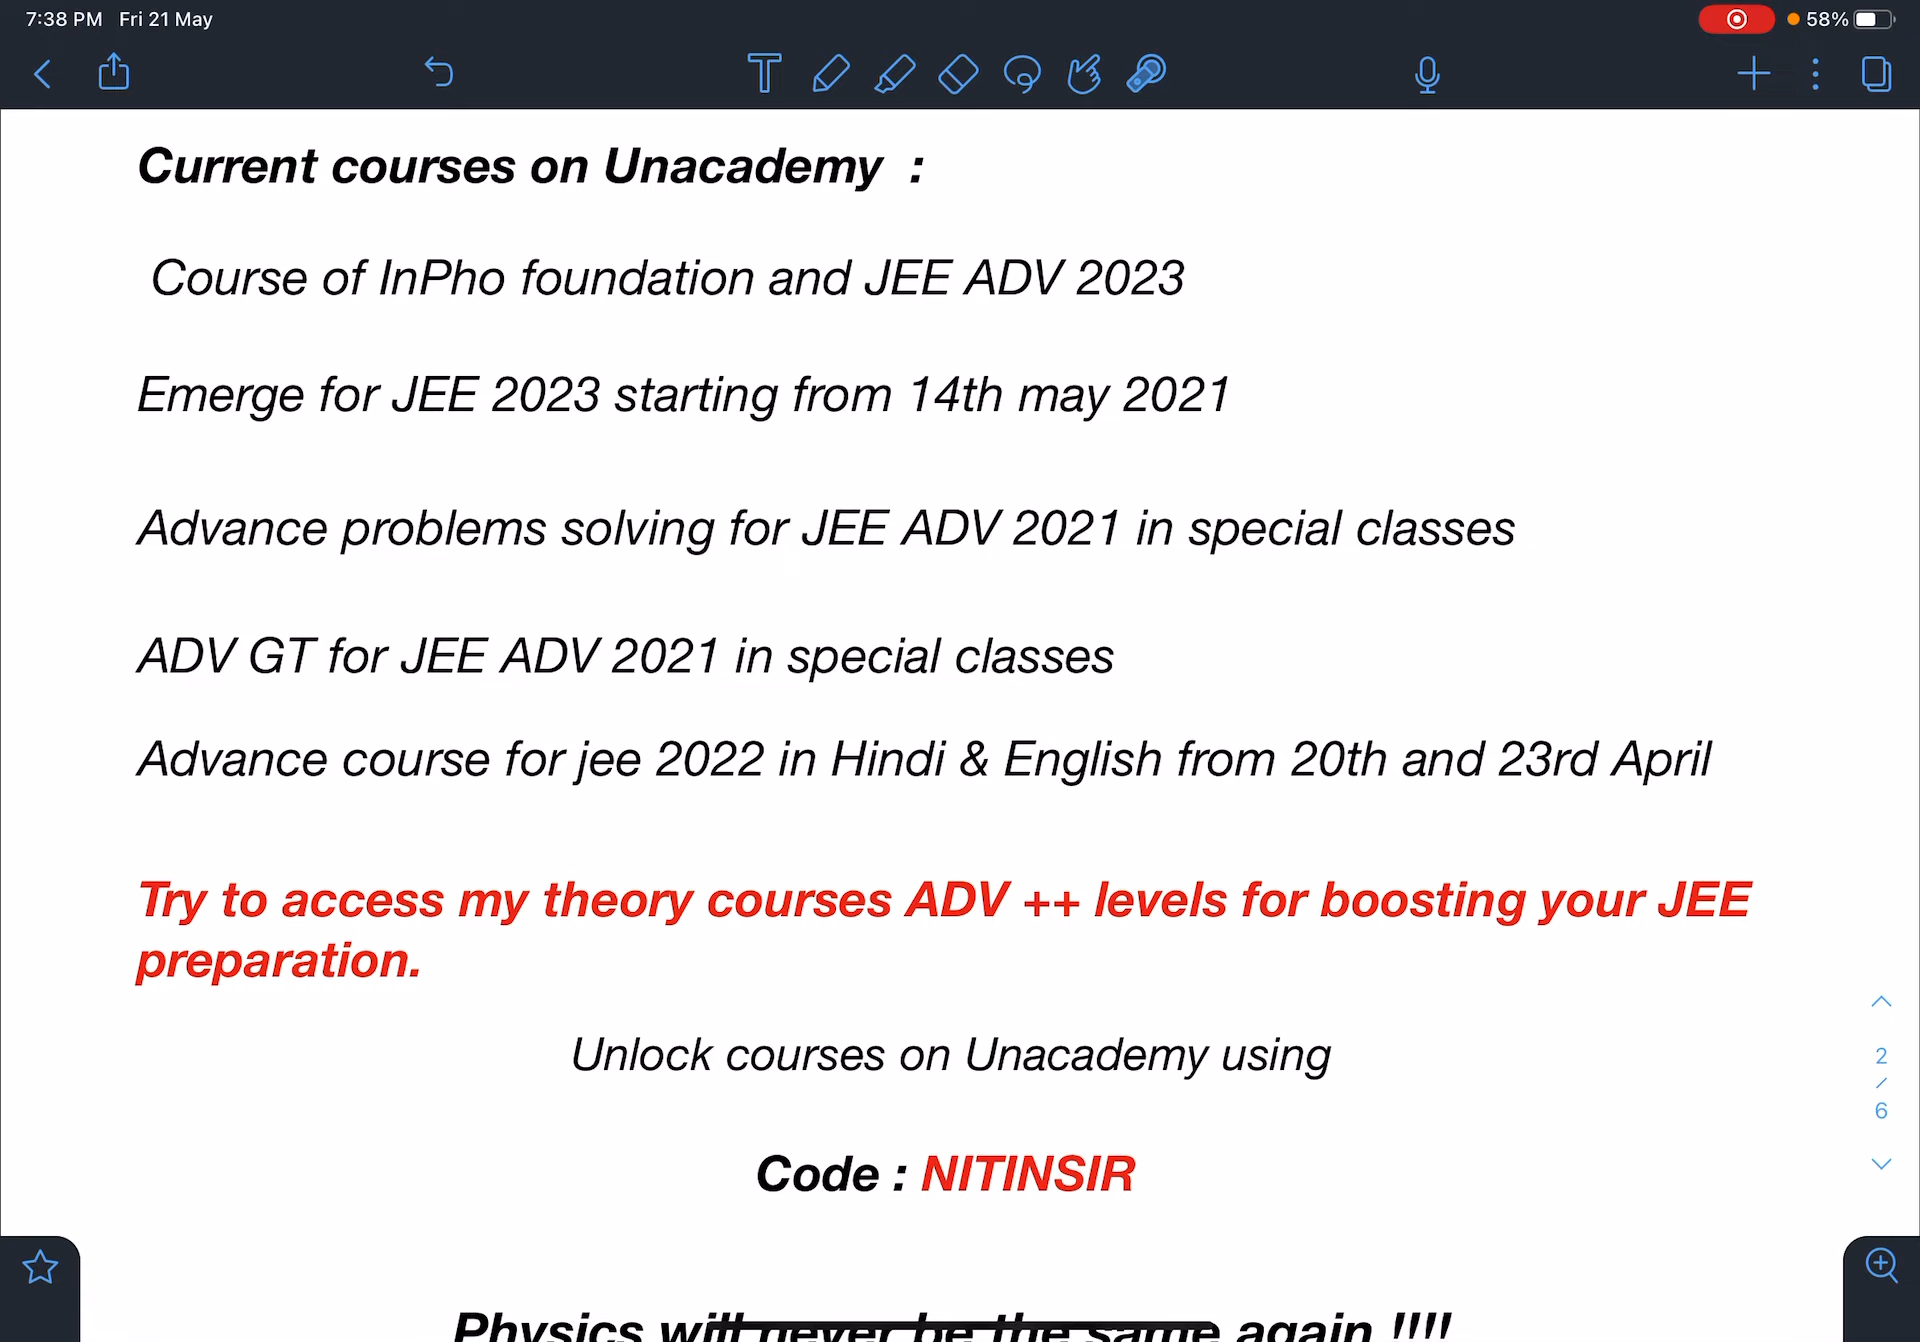 7:38 PM Fri 21 May
58%
Current courses on Unacademy :
Course of InPho foundation and JEE ADV 2023
Emerge for JEE 2023 starting from 14th may 2021
Advance problems solving for JEE ADV 2021 in special classes
ADV GT for JEE ADV 2021 in special classes
Advance course for jee 2022 in Hindi & English from 20th and 23rd April
Try to access my theory courses ADV ++ levels for boosting your JEE
preparation.
Unlock courses on Unacademy using
Code : NITINSIR
2
/
6
Physics will never be the same again !!!!